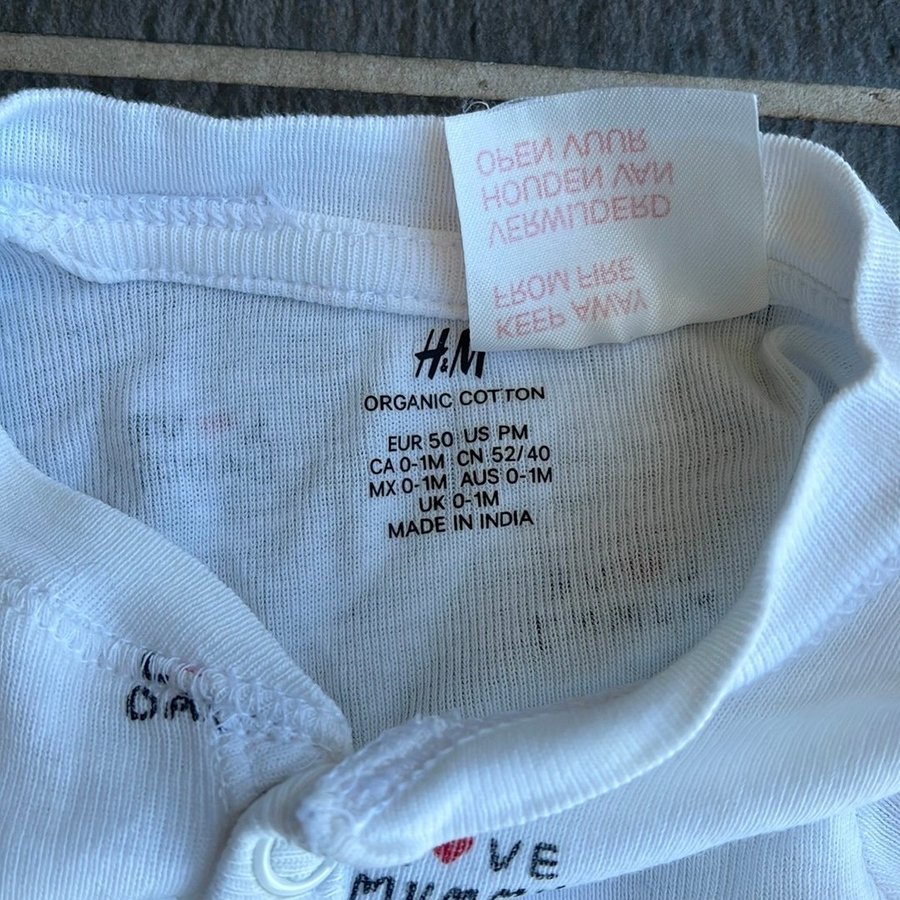 KEEP AWAY
FROM FIRE
VERWIJDERD
HOUDEN VAN
OPEN VUUR
H&M
ORGANIC COTTON
EUR 50 US PM
CA 0-1M CN 52/40
MX 0-1M AUS 0-1M
UK 0-1M
MADE IN INDIA